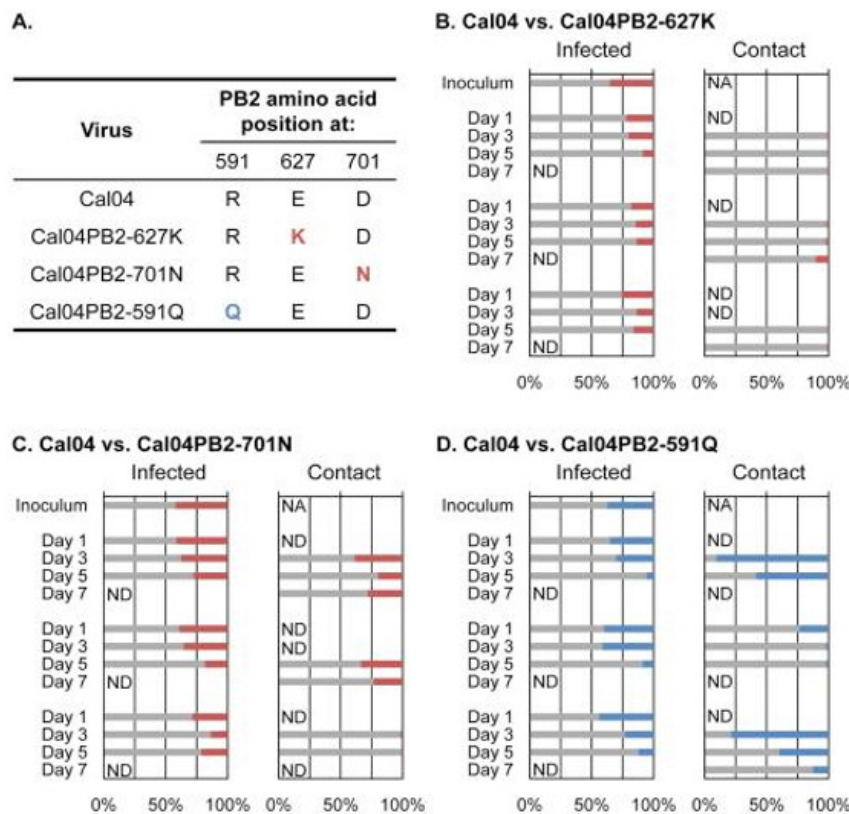 A.
Virus PB2 amino acid position at:
591 627 701
Cal04 R E D
Cal04PB2-627K R K D
Cal04PB2-701N R E N
Cal04PB2-591Q Q E D
B. Cal04 vs. Cal04PB2-627K
Infected Contact
Inoculum NA
Day 1 ND
Day 3
Day 5
Day 7 ND
Day 1 ND
Day 3
Day 5
Day 7 ND
Day 1 ND
Day 3 ND
Day 5
Day 7 ND
0% 50% 100% 0% 50% 100%
C. Cal04 vs. Cal04PB2-701N
Infected Contact
Inoculum NA
Day 1 ND
Day 3
Day 5
Day 7 ND
Day 1 ND
Day 3 ND
Day 5
Day 7 ND
Day 1 ND
Day 3
Day 5
Day 7 ND ND
0% 50% 100% 0% 50% 100%
D. Cal04 vs. Cal04PB2-591Q
Infected Contact
Inoculum NA
Day 1 ND
Day 3
Day 5
Day 7 ND ND
Day 1
Day 3
Day 5
Day 7 ND ND
Day 1 ND
Day 3
Day 5
Day 7 ND
0% 50% 100% 0% 50% 100%